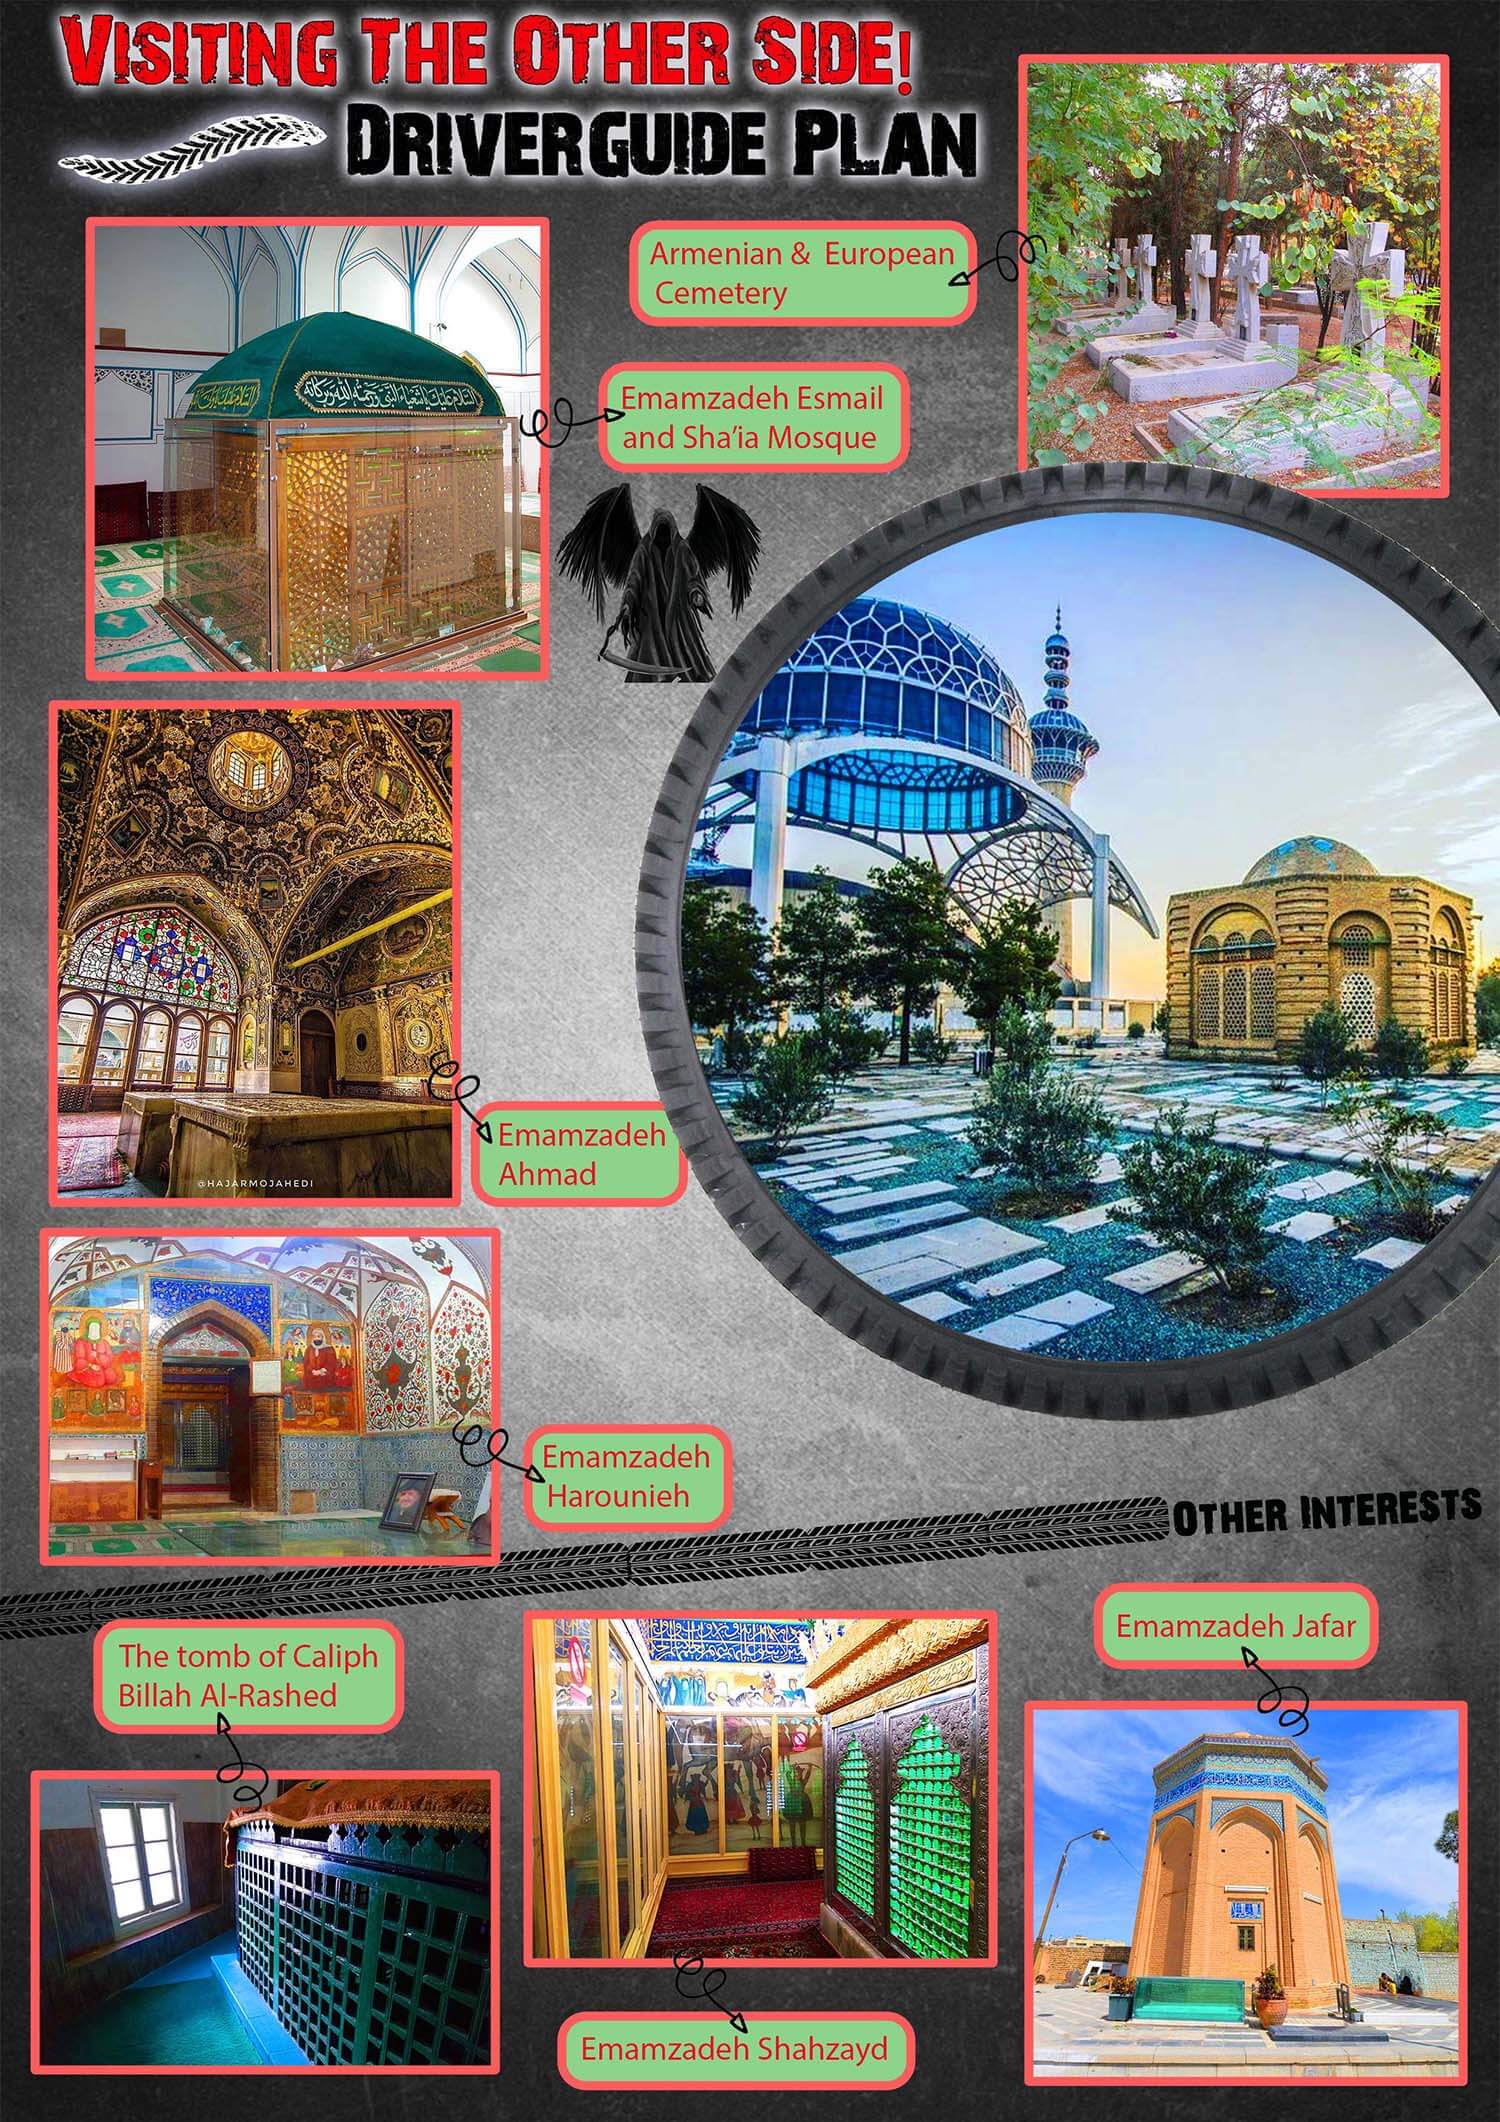 VISITING THE OTHER SIDE!
DRIVERGUIDE PLAN
Armenian & European
Cemetery
Emamzadeh Esmail
and Sha'ia Mosque
@HAJARMOJAHEDI
Emamzadeh
Ahmad
Emamzadeh
Harounieh
OTHER INTERESTS
The tomb of Caliph
Billah Al-Rashed
Emamzadeh Jafar
Emamzadeh Shahzayd